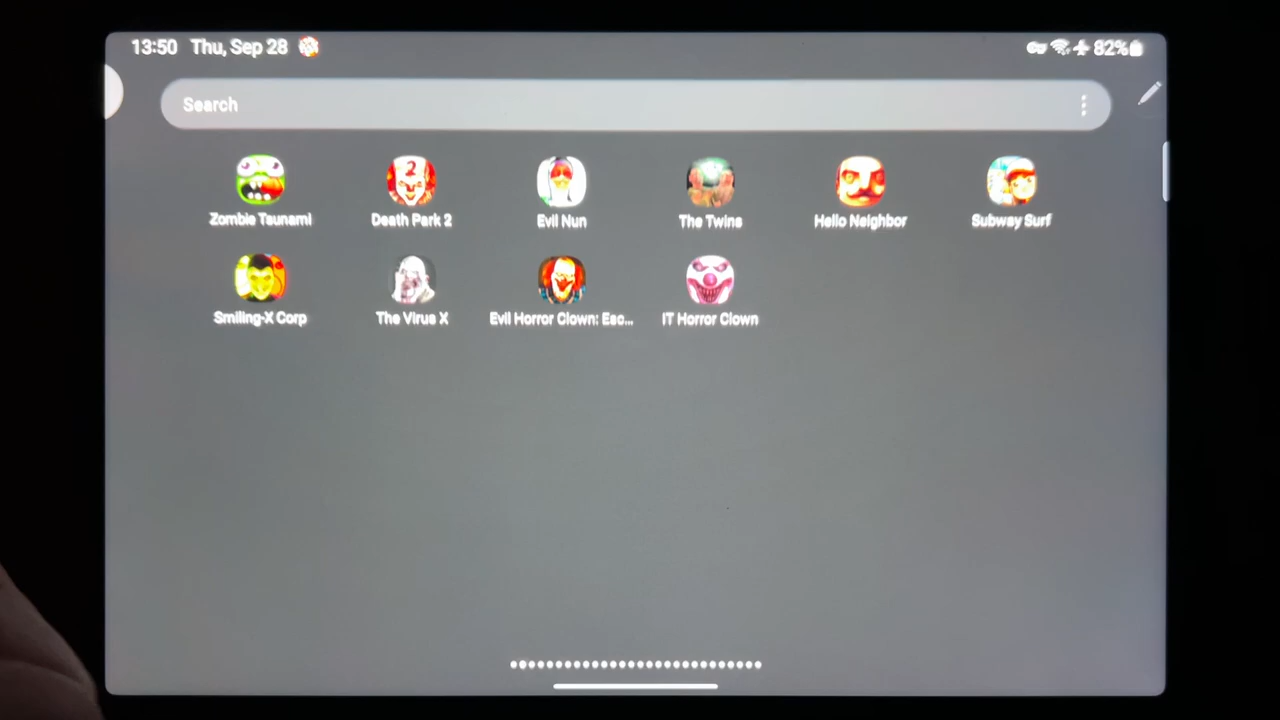 13:50 Thu, Sep 28 82%
Search
Zombie Tsunami Death Park 2 Evil Nun The Twins Hello Neighbor Subway Surf
2
Smiling-X Corp The Virus X Evil Horror Clown: Esc... IT Horror Clown